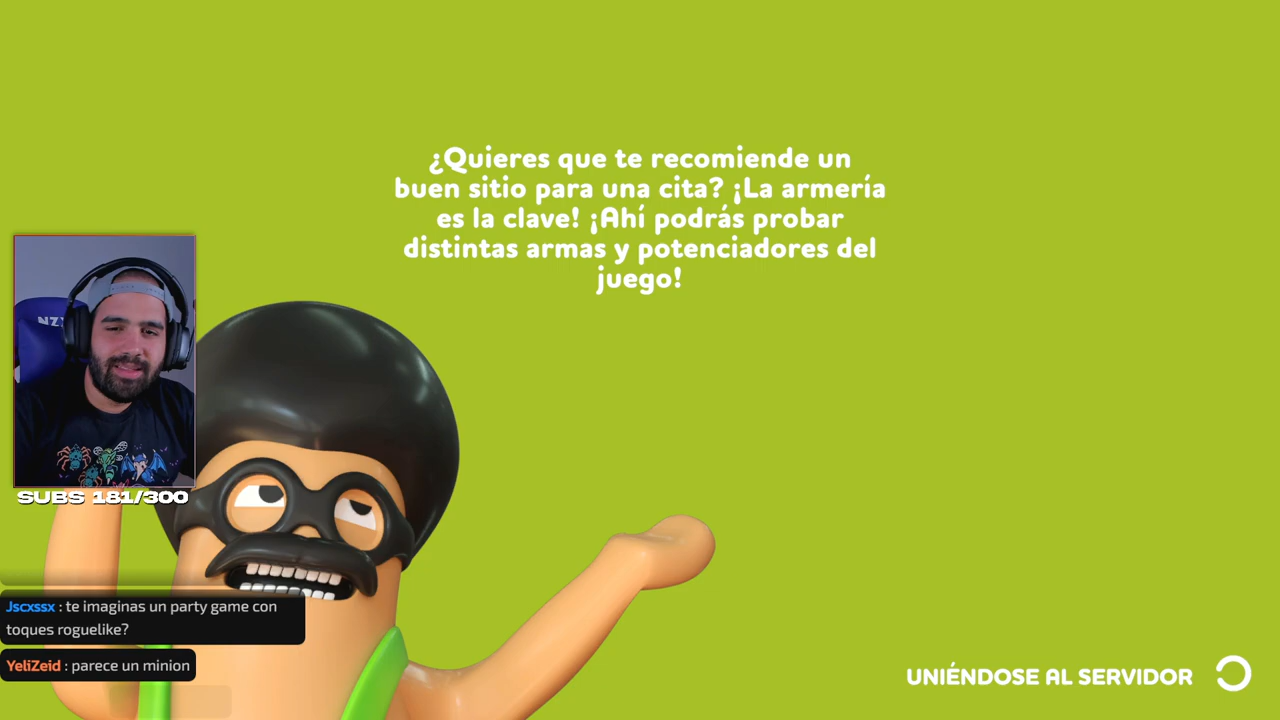 ¿Quieres que te recomiende un
buen sitio para una cita? ¡La armería
es la clave! ¡Ahí podrás probar
distintas armas y potenciadores del
juego!
NZX
SUBS 181/300
Jscxssx : te imaginas un party game con
toques roguelike?
YeliZeid : parece un minion
UNIÉNDOSE AL SERVIDOR